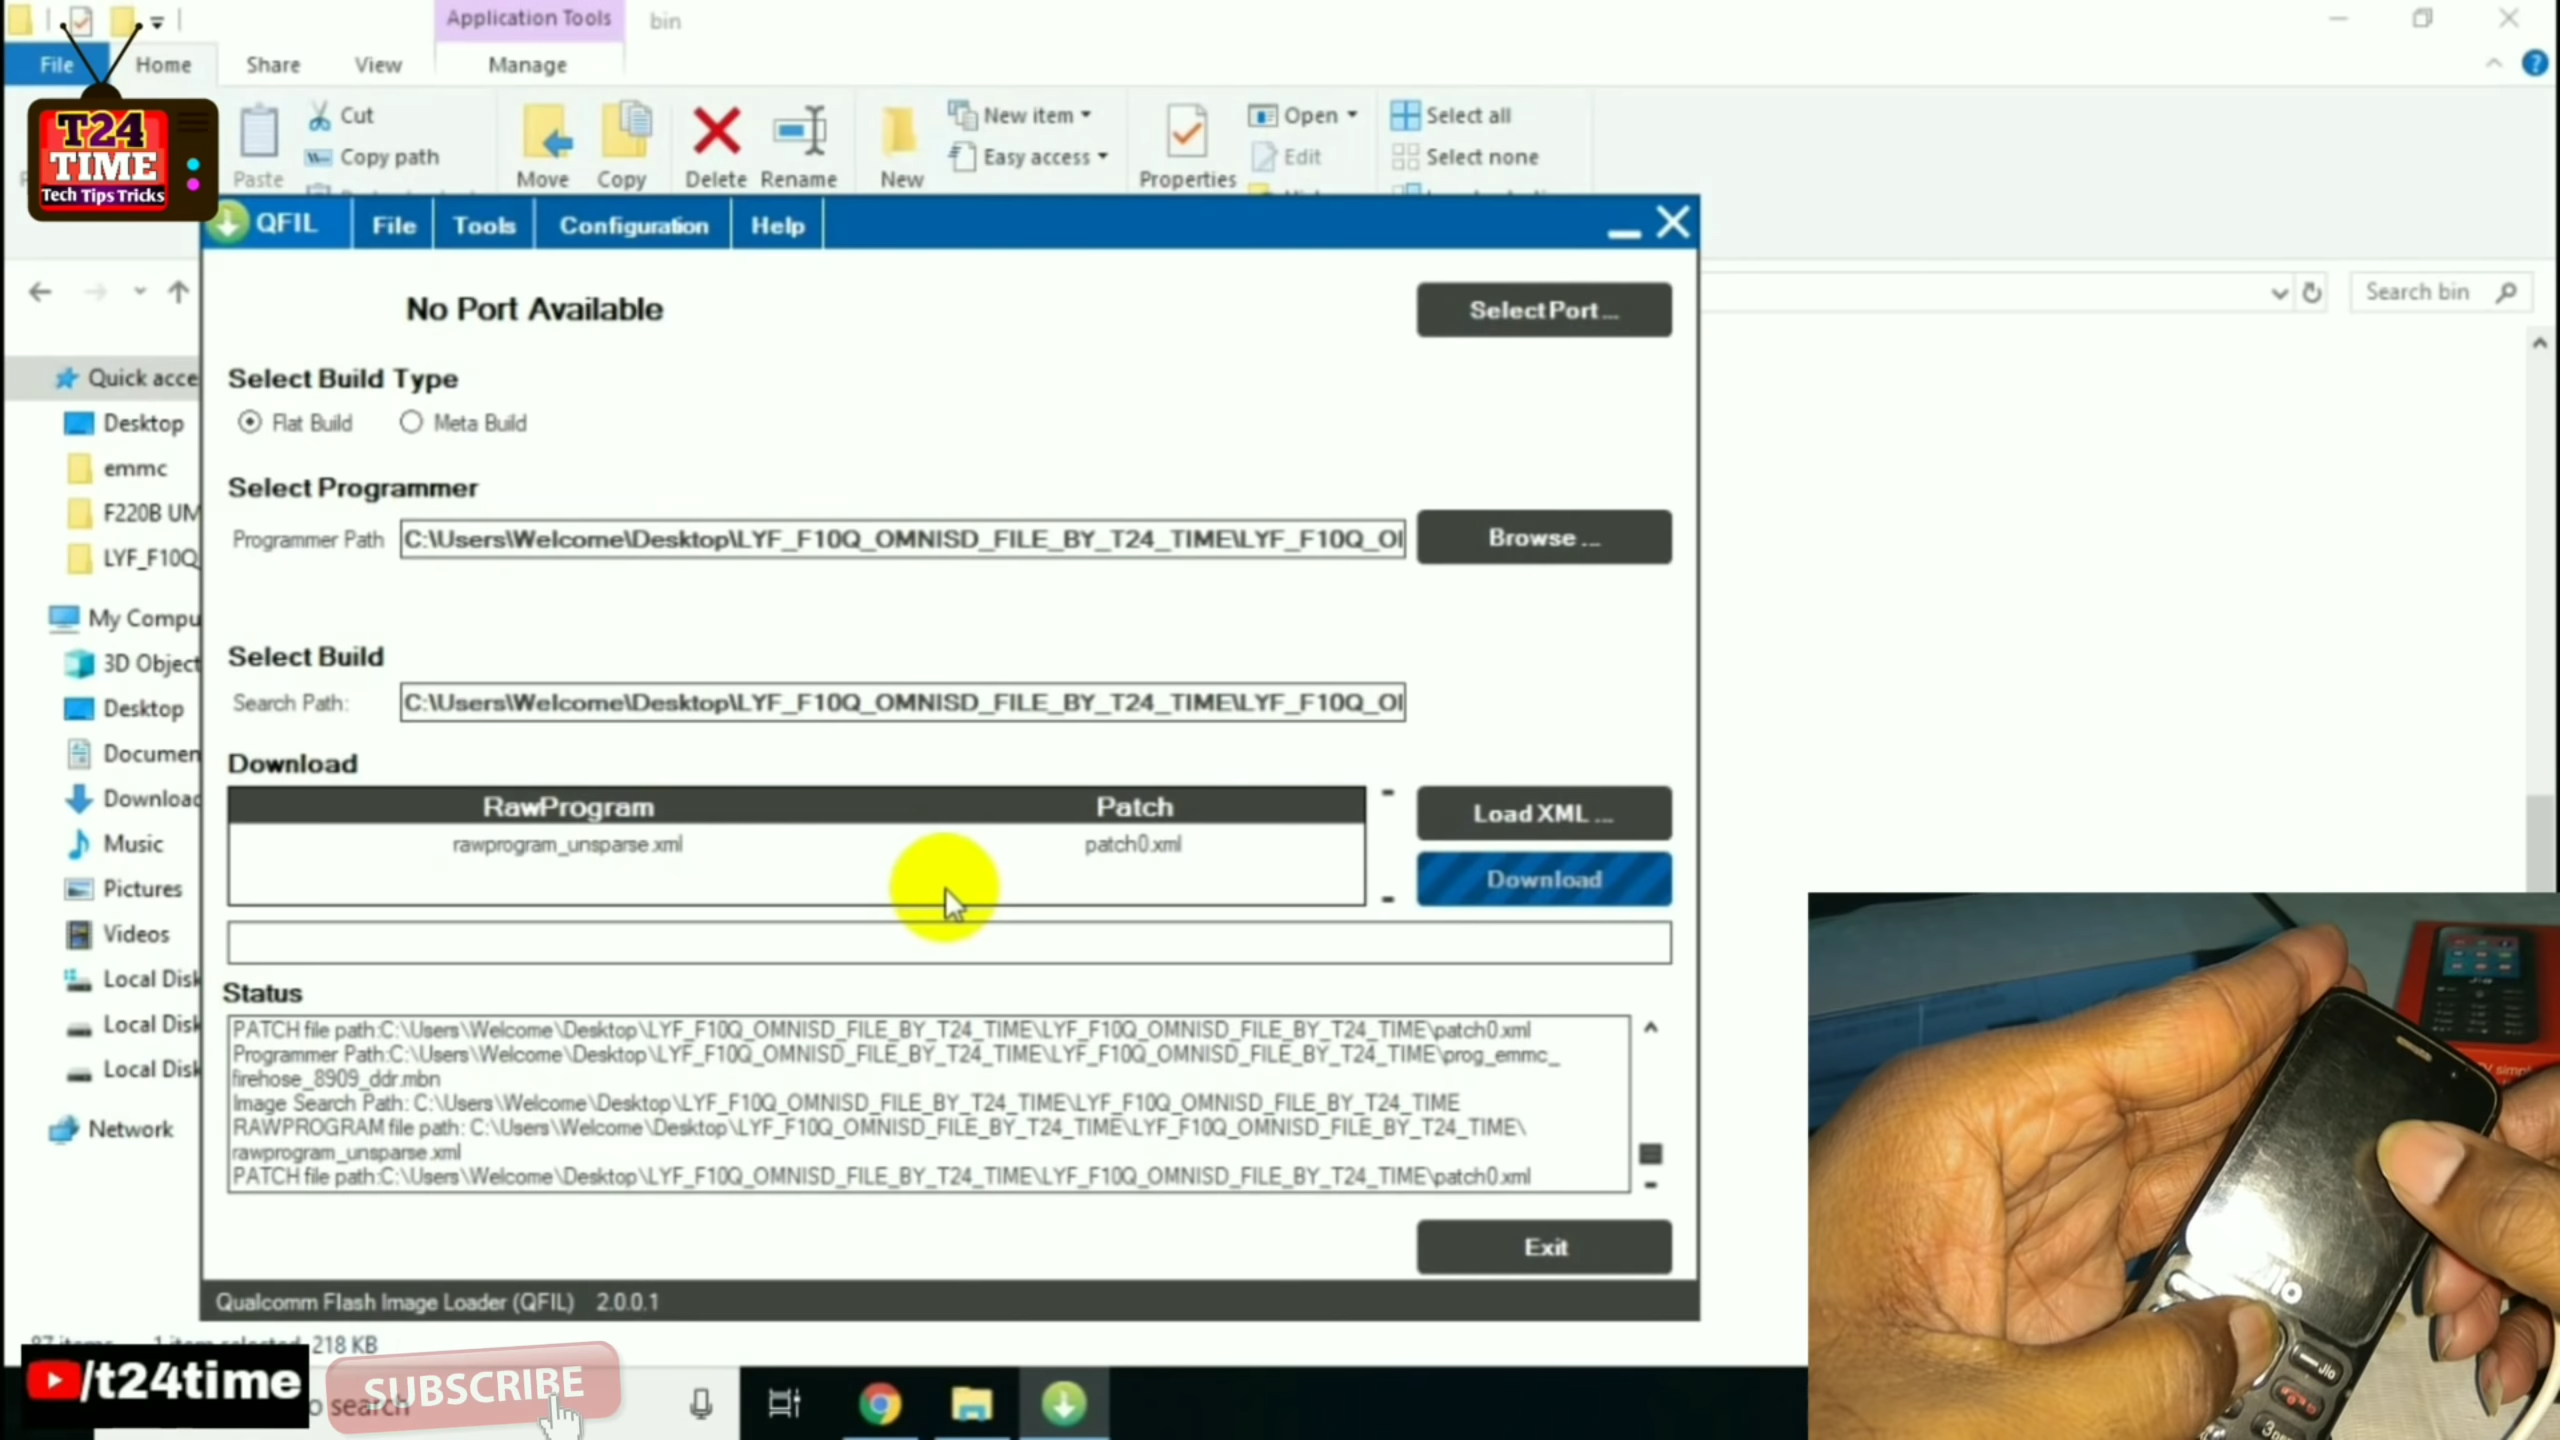 Application Tools
bin
File
Home
Share
View
Manage
T24
TIME
Tech Tips Tricks
Paste
Cut
Copy path
Move
Copy
Delete
Rename
New
New item
Easy access
Properties
Open
Edit
Select all
Select none
QFIL
File
Tools
Configuration
Help
Search bin
No Port Available
Select Port ...
Quick acce
Desktop
emmc
F220B UM
LYF_F10Q_
My Compu
3D Object
Desktop
Documen
Download
Music
Pictures
Videos
Local Disk
Local Disk
Local Disk
Network
Select Build Type
Flat Build
Meta Build
Select Programmer
Programmer Path
C:\Users\Welcome\Desktop\LYF_F10Q_OMNISD_FILE_BY_T24_TIME\LYF_F10Q_O
Browse ...
Select Build
Search Path:
C:\Users\Welcome\Desktop\LYF_F10Q_OMNISD_FILE_BY_T24_TIME\LYF_F10Q_O
Download
RawProgram
Patch
rawprogram_unsparse.xml
patch0.xml
Load XML ...
Download
Status
PATCH file path:C:\Users\Welcome\Desktop\LYF_F10Q_OMNISD_FILE_BY_T24_TIME\LYF_F10Q_OMNISD_FILE_BY_T24_TIME\patch0.xml
Programmer Path:C:\Users\Welcome\Desktop\LYF_F10Q_OMNISD_FILE_BY_T24_TIME\LYF_F10Q_OMNISD_FILE_BY_T24_TIME\prog_emmc_
firehose_8909_ddr.mbn
Image Search Path: C:\Users\Welcome\Desktop\LYF_F10Q_OMNISD_FILE_BY_T24_TIME\LYF_F10Q_OMNISD_FILE_BY_T24_TIME
RAWPROGRAM file path: C:\Users\Welcome\Desktop\LYF_F10Q_OMNISD_FILE_BY_T24_TIME\LYF_F10Q_OMNISD_FILE_BY_T24_TIME\
rawprogram_unsparse.xml
PATCH file path:C:\Users\Welcome\Desktop\LYF_F10Q_OMNISD_FILE_BY_T24_TIME\LYF_F10Q_OMNISD_FILE_BY_T24_TIME\patch0.xml
Exit
Qualcomm Flash Image Loader (QFIL) 2.0.0.1
87 items
1 item selected 218 KB
/t24time
SUBSCRIBE
o search
Jio